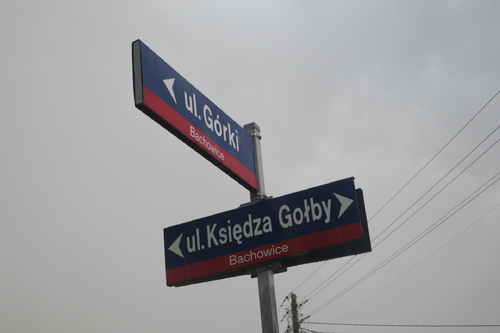 ul. Górki
Bachowice
ul. Księdza Gołby
Bachowice